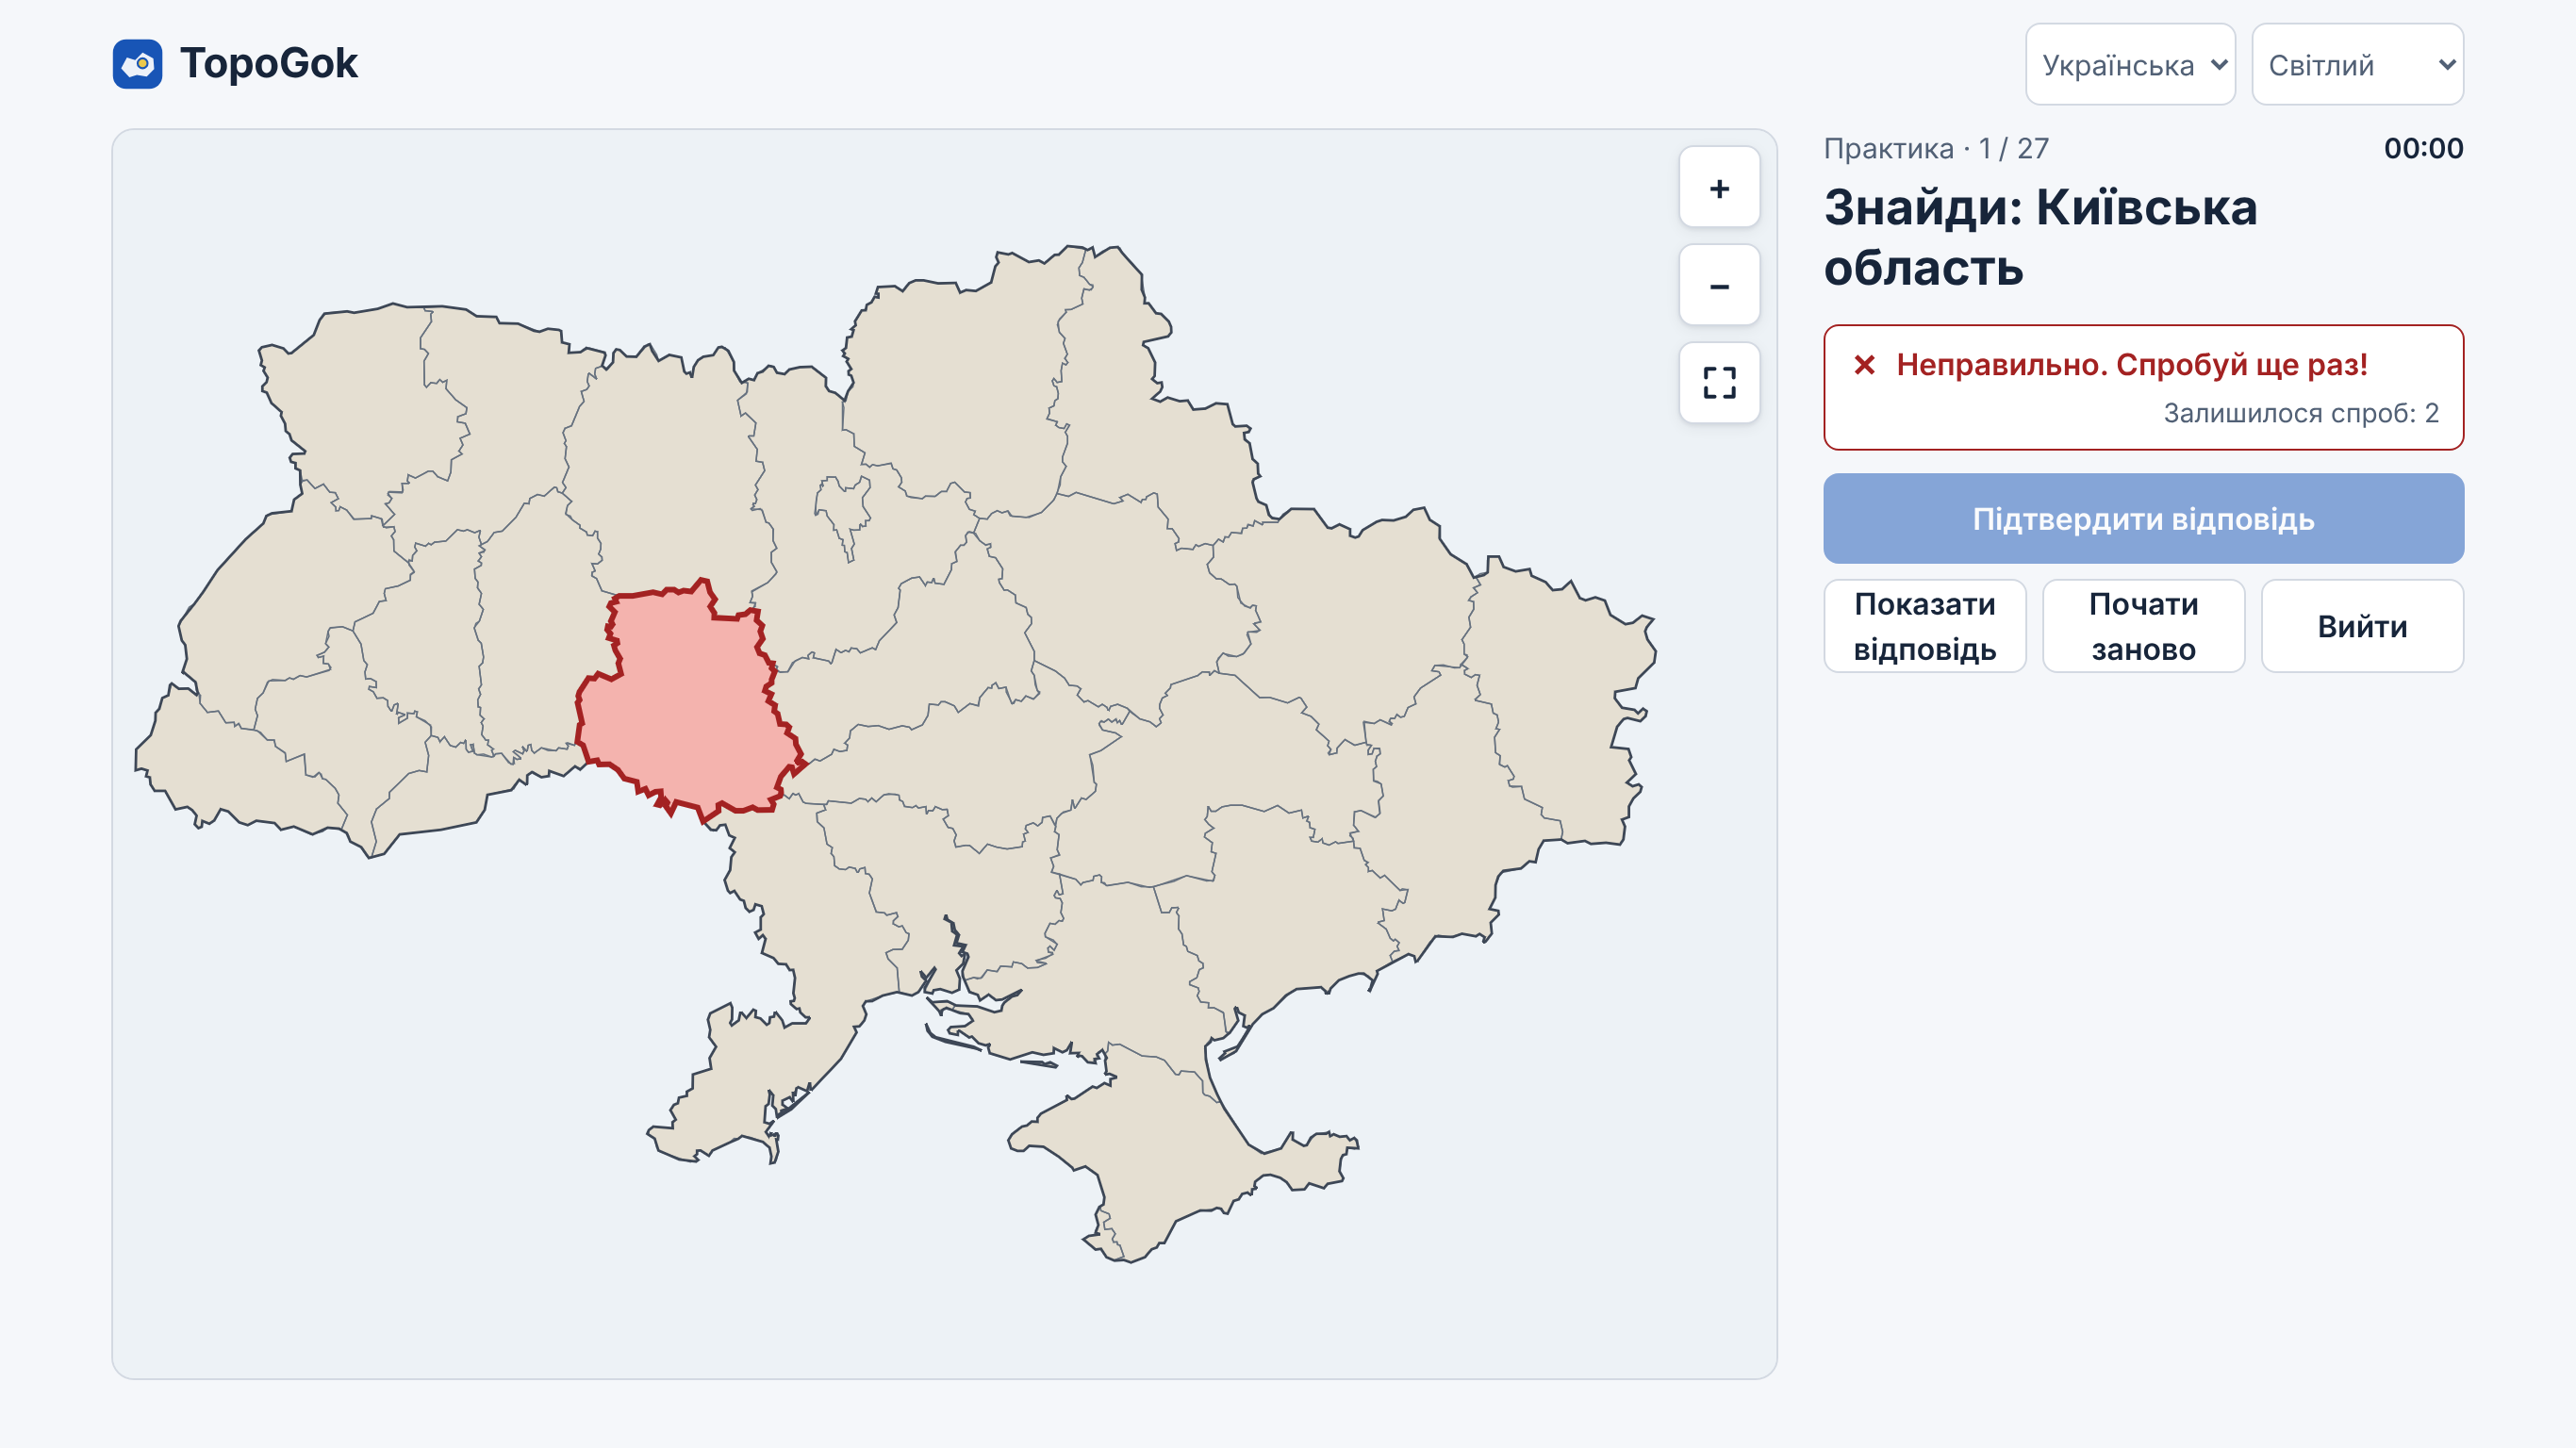 TopoGok
Українська
Світлий
+
−
Практика · 1 / 27
00:00
Знайди: Київська
область
× Неправильно. Спробуй ще раз!
Залишилося спроб: 2
Підтвердити відповідь
Показати
відповідь
Почати
заново
Вийти